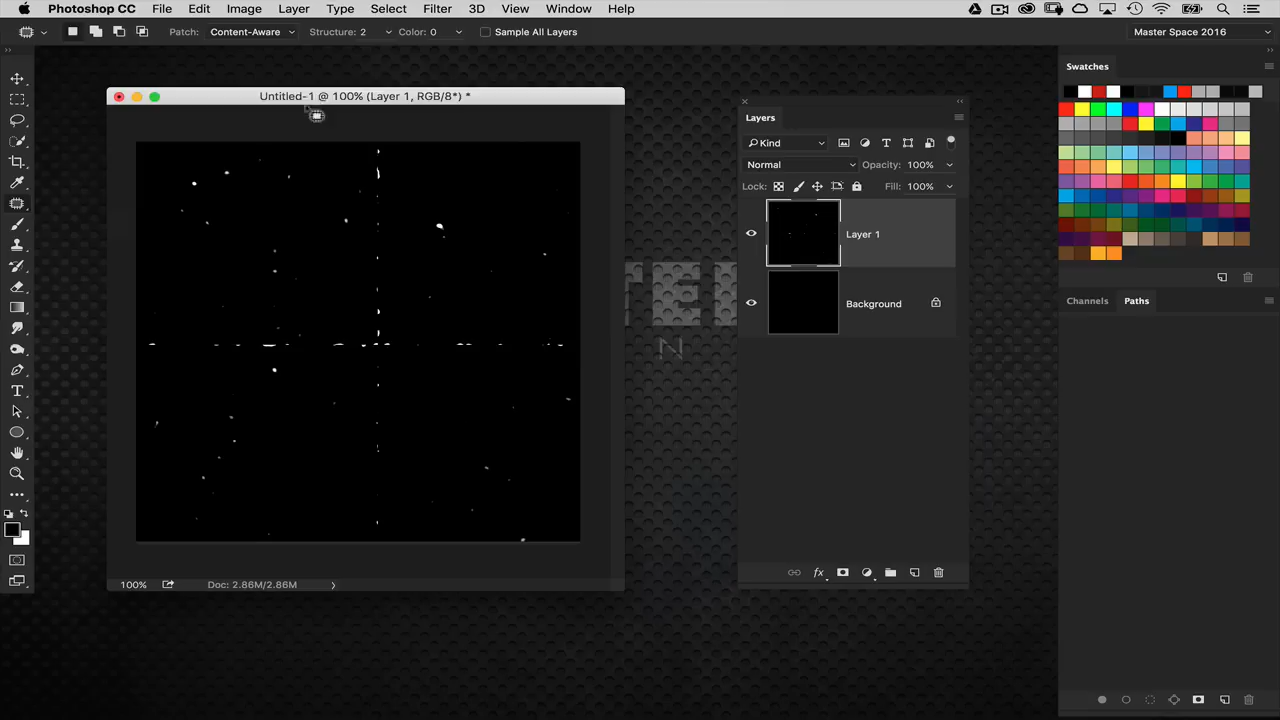 Photoshop CC File Edit Image Layer Type Select Filter 3D View Window Help
Patch: Content-Aware Structure: 2 Color: 0 Sample All Layers Master Space 2016
Untitled-1 @ 100% (Layer 1, RGB/8*) *
Swatches
Layers
Kind
Normal Opacity: 100%
Lock: Fill: 100%
Layer 1
Background
Channels Paths
TE
N
100% Doc: 2.86M/2.86M
fx